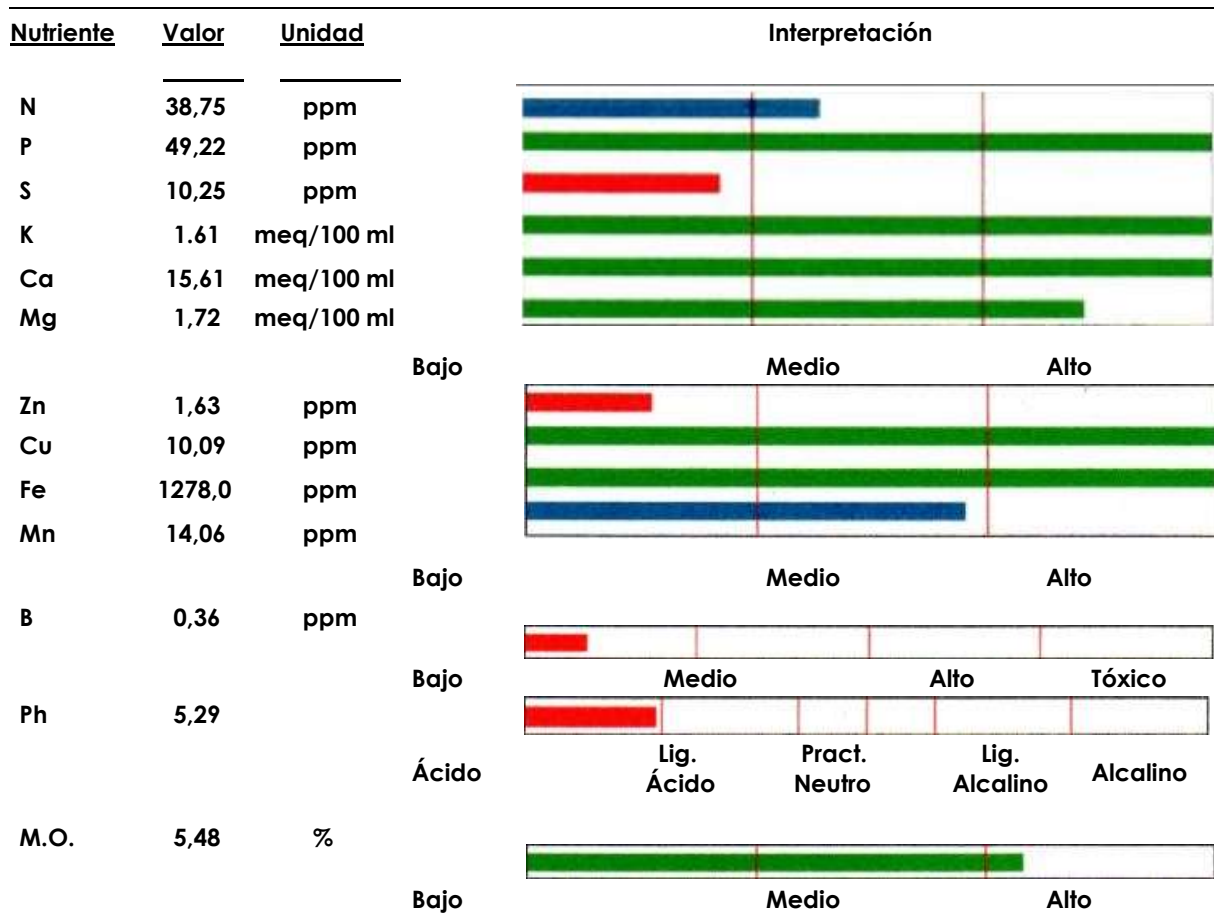 Nutriente Valor Unidad Interpretación
N 38,75 ppm
P 49,22 ppm
S 10,25 ppm
K 1.61 meq/100 ml
Ca 15,61 meq/100 ml
Mg 1,72 meq/100 ml
Bajo Medio Alto
Zn 1,63 ppm
Cu 10,09 ppm
Fe 1278,0 ppm
Mn 14,06 ppm
Bajo Medio Alto
B 0,36 ppm
Bajo Medio Alto Tóxico
Ph 5,29
Ácido Lig. Ácido Pract. Neutro Lig. Alcalino Alcalino
M.O. 5,48 %
Bajo Medio Alto